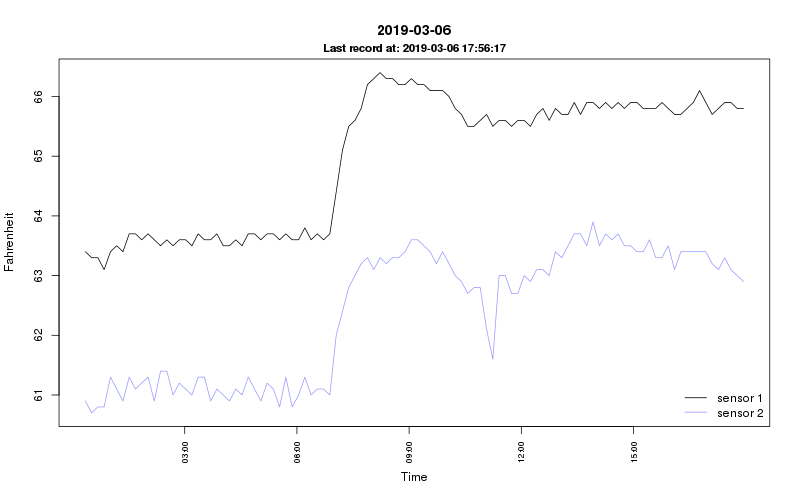 2019-03-06
Last record at: 2019-03-06 17:56:17
Fahrenheit
66
65
64
63
62
61
sensor 1
sensor 2
03:00
06:00
09:00
12:00
15:00
Time